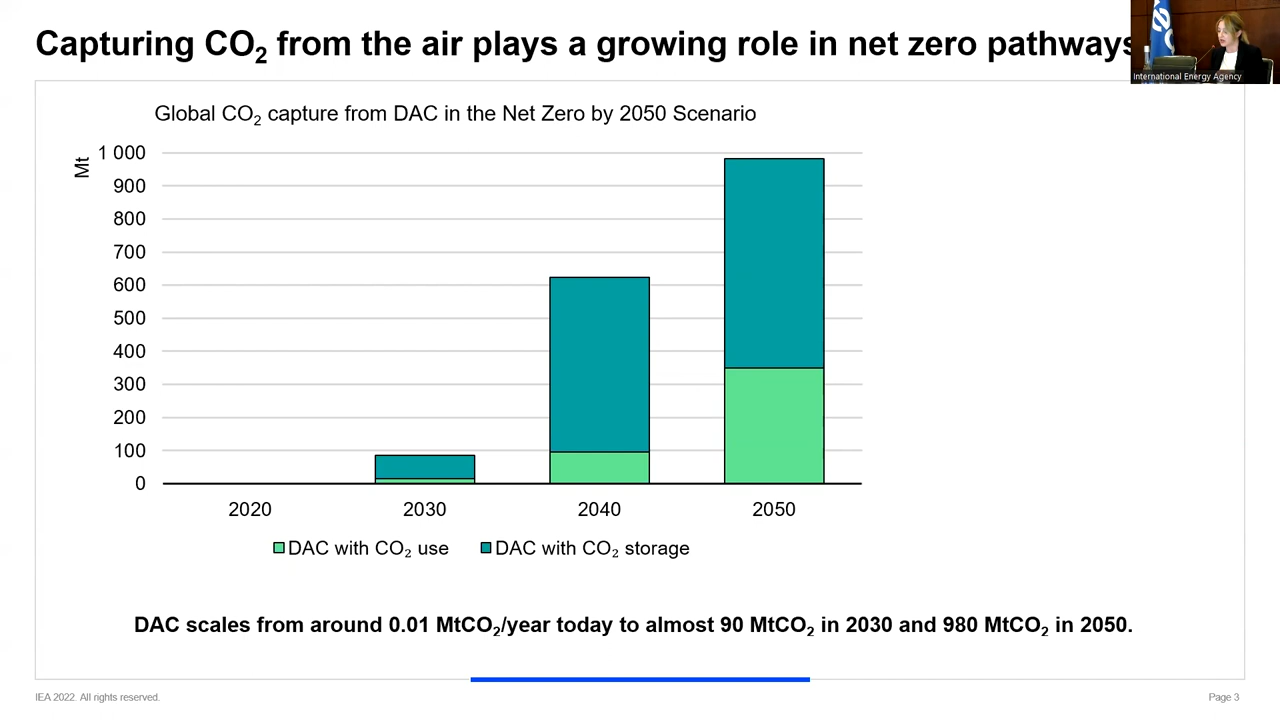 Capturing CO₂ from the air plays a growing role in net zero pathways
International Energy Agency
Global CO₂ capture from DAC in the Net Zero by 2050 Scenario
Mt
1 000
900
800
700
600
500
400
300
200
100
0
2020 2030 2040 2050
DAC with CO₂ use DAC with CO₂ storage
DAC scales from around 0.01 MtCO₂/year today to almost 90 MtCO₂ in 2030 and 980 MtCO₂ in 2050.
IEA 2022. All rights reserved.
Page 3